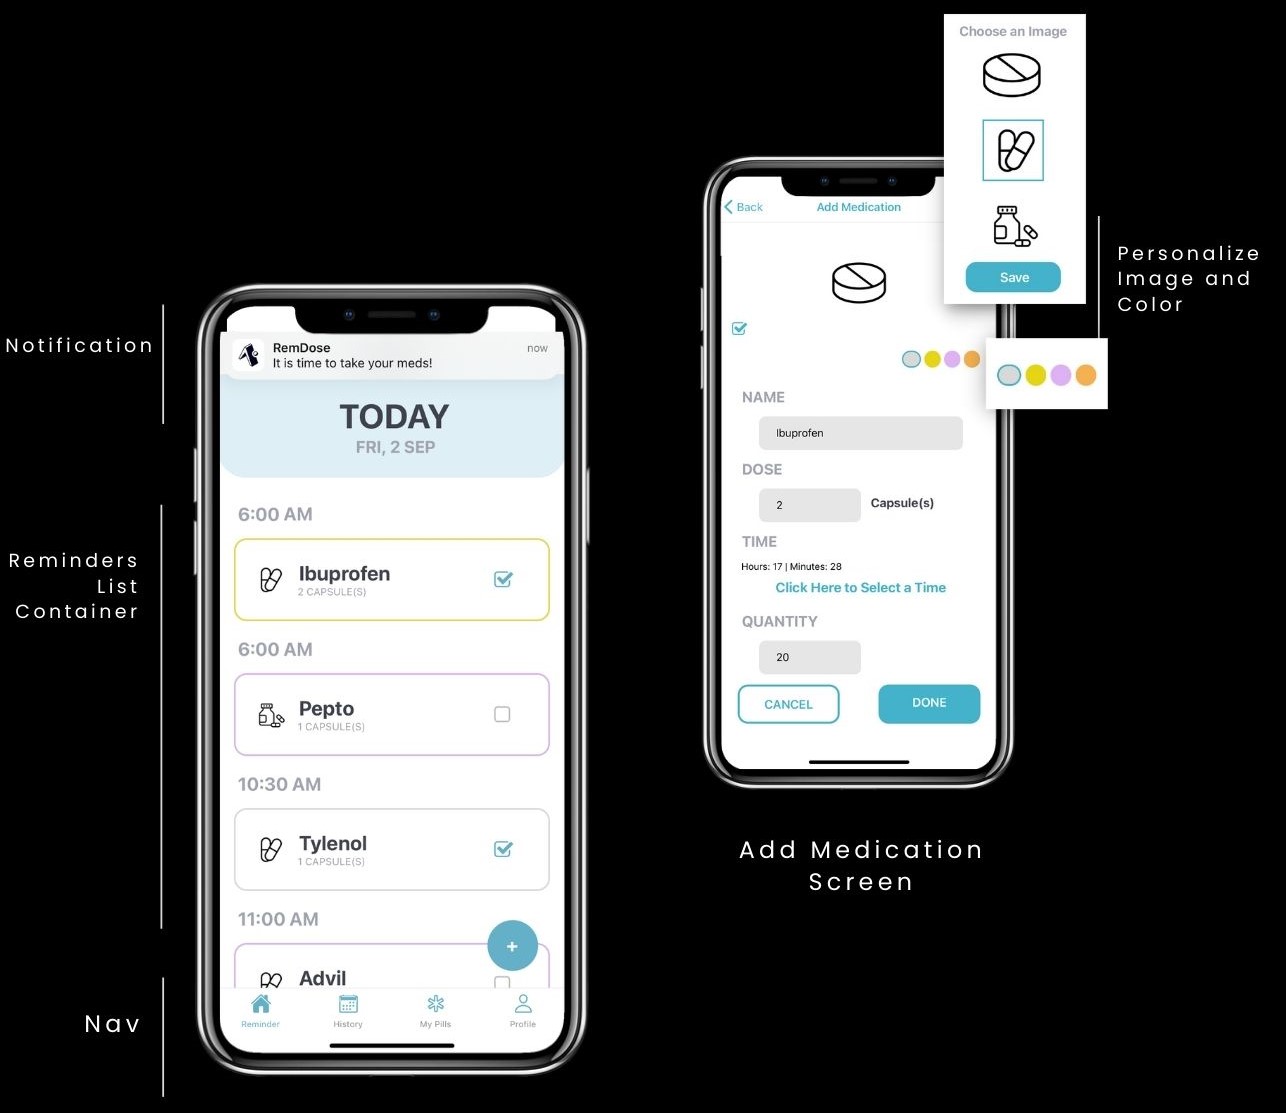 Notification
Reminders
List
Container
Nav
RemDose
now
It is time to take your meds!
TODAY
FRI, 2 SEP
6:00 AM
Ibuprofen
2 CAPSULE(S)
6:00 AM
Pepto
1 CAPSULE(S)
10:30 AM
Tylenol
1 CAPSULE(S)
11:00 AM
Advil
+
Reminder
History
My Pills
Profile
Back
Add Medication
NAME
Ibuprofen
DOSE
2
Capsule(s)
TIME
Hours: 17 | Minutes: 28
Click Here to Select a Time
QUANTITY
20
CANCEL
DONE
Add Medication
Screen
Choose an Image
Save
Personalize
Image and
Color